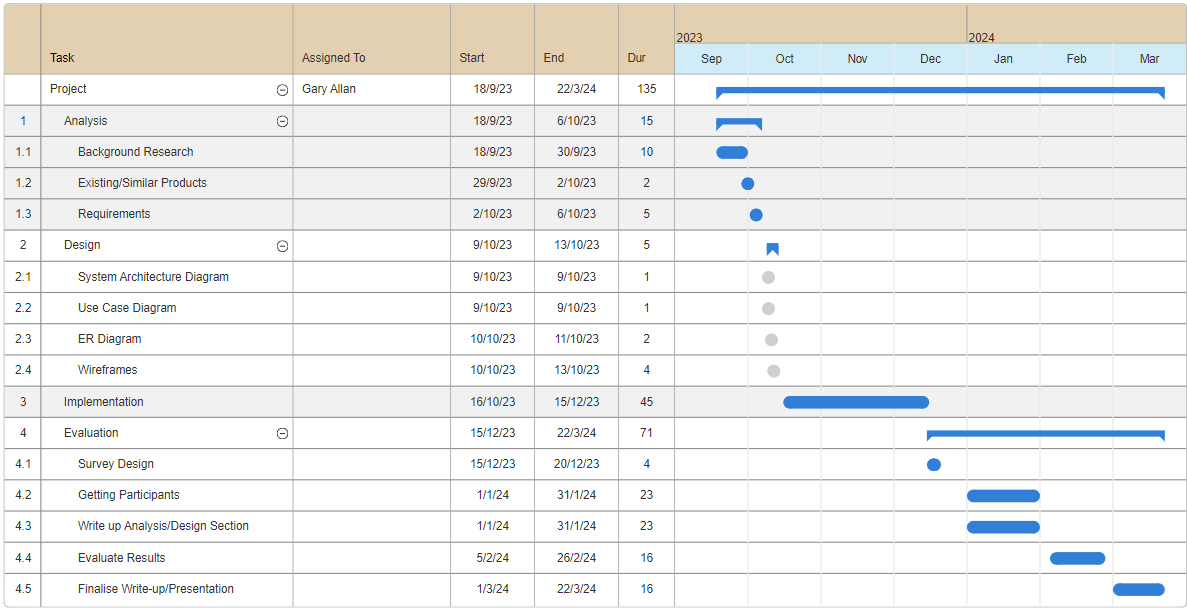 2023 2024
Task Assigned To Start End Dur Sep Oct Nov Dec Jan Feb Mar
Project Gary Allan 18/9/23 22/3/24 135
1 Analysis 18/9/23 6/10/23 15
1.1 Background Research 18/9/23 30/9/23 10
1.2 Existing/Similar Products 29/9/23 2/10/23 2
1.3 Requirements 2/10/23 6/10/23 5
2 Design 9/10/23 13/10/23 5
2.1 System Architecture Diagram 9/10/23 9/10/23 1
2.2 Use Case Diagram 9/10/23 9/10/23 1
2.3 ER Diagram 10/10/23 11/10/23 2
2.4 Wireframes 10/10/23 13/10/23 4
3 Implementation 16/10/23 15/12/23 45
4 Evaluation 15/12/23 22/3/24 71
4.1 Survey Design 15/12/23 20/12/23 4
4.2 Getting Participants 1/1/24 31/1/24 23
4.3 Write up Analysis/Design Section 1/1/24 31/1/24 23
4.4 Evaluate Results 5/2/24 26/2/24 16
4.5 Finalise Write-up/Presentation 1/3/24 22/3/24 16